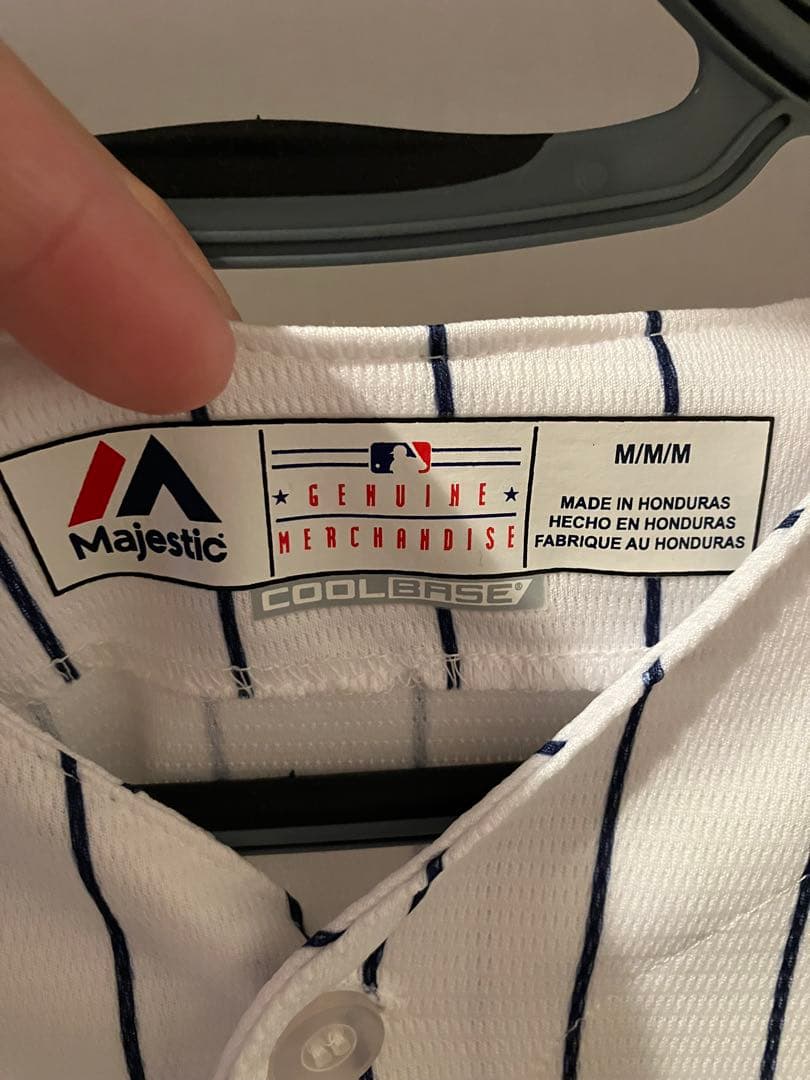 Majestic
GENUINE
MERCHANDISE
M/M/M
MADE IN HONDURAS
HECHO EN HONDURAS
FABRIQUE AU HONDURAS
COOLBASE®